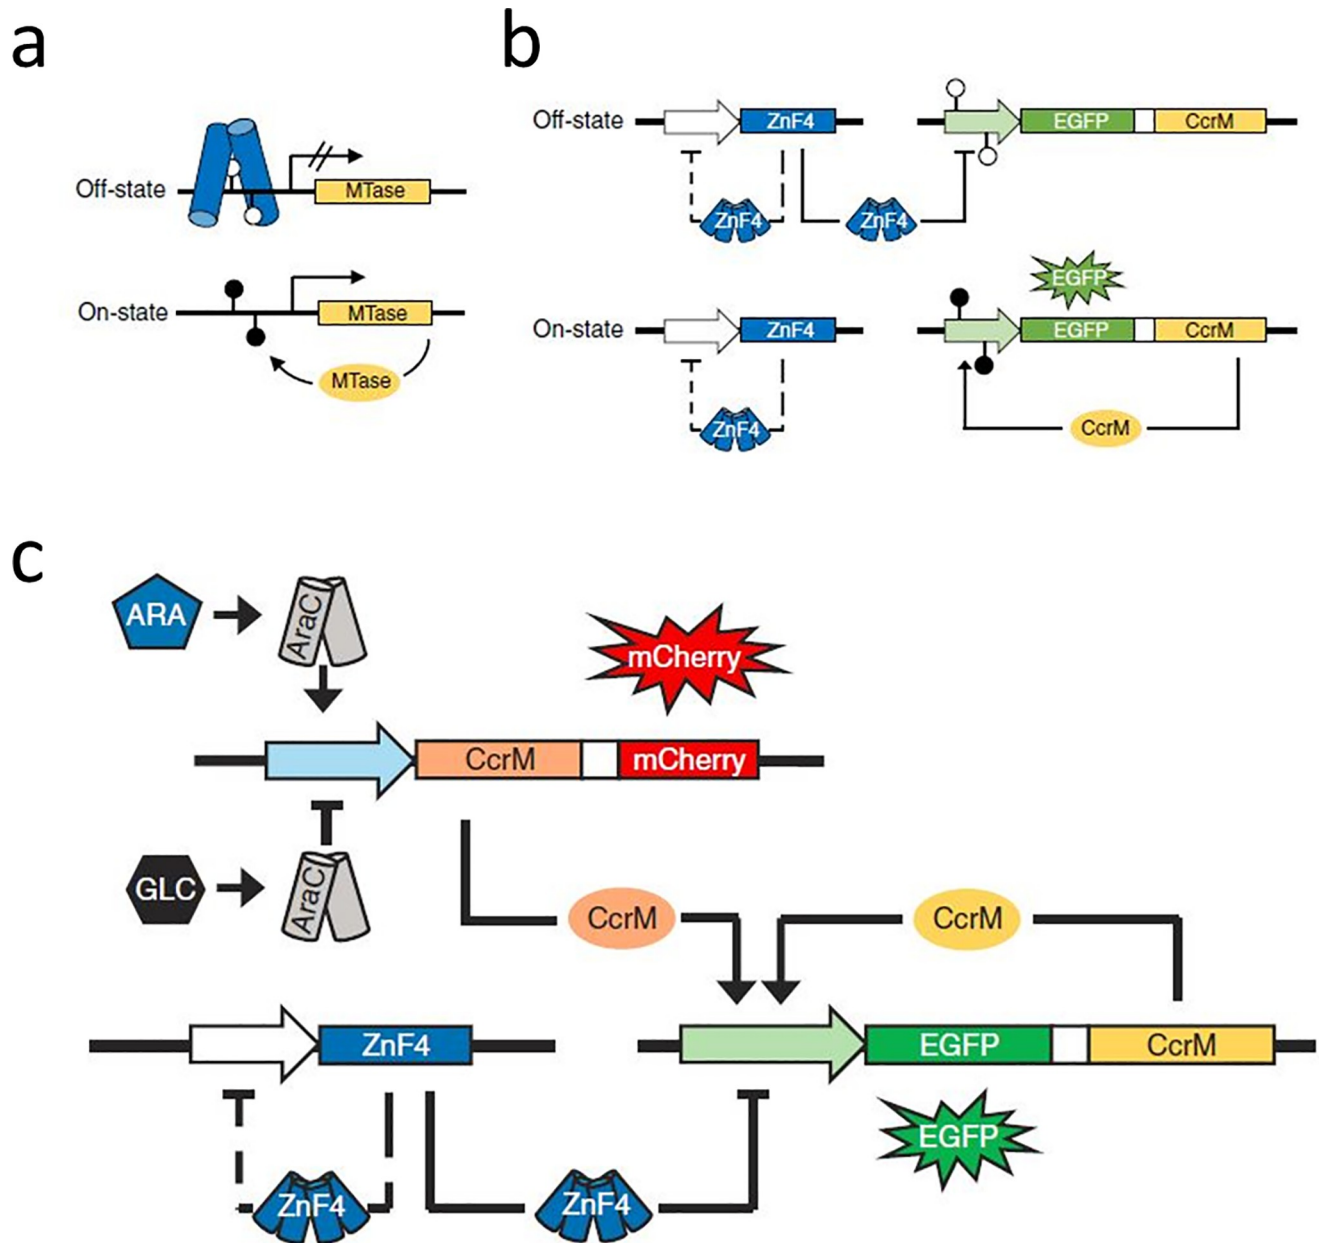 a
b
Off-state
MTase
On-state
MTase
MTase
Off-state
ZnF4
EGFP
CcrM
ZnF4
ZnF4
EGFP
On-state
ZnF4
EGFP
CcrM
ZnF4
CcrM
c
ARA
AraC
mCherry
CcrM
mCherry
GLC
AraC
CcrM
CcrM
ZnF4
EGFP
CcrM
EGFP
ZnF4
ZnF4